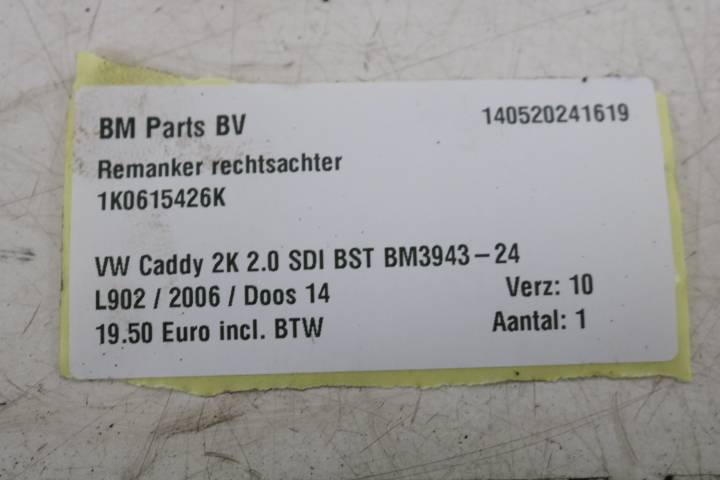 BM Parts BV 140520241619
Remanker rechtsachter
1K0615426K
VW Caddy 2K 2.0 SDI BST BM3943-24
L902 / 2006 / Doos 14 Verz: 10
19.50 Euro incl. BTW Aantal: 1